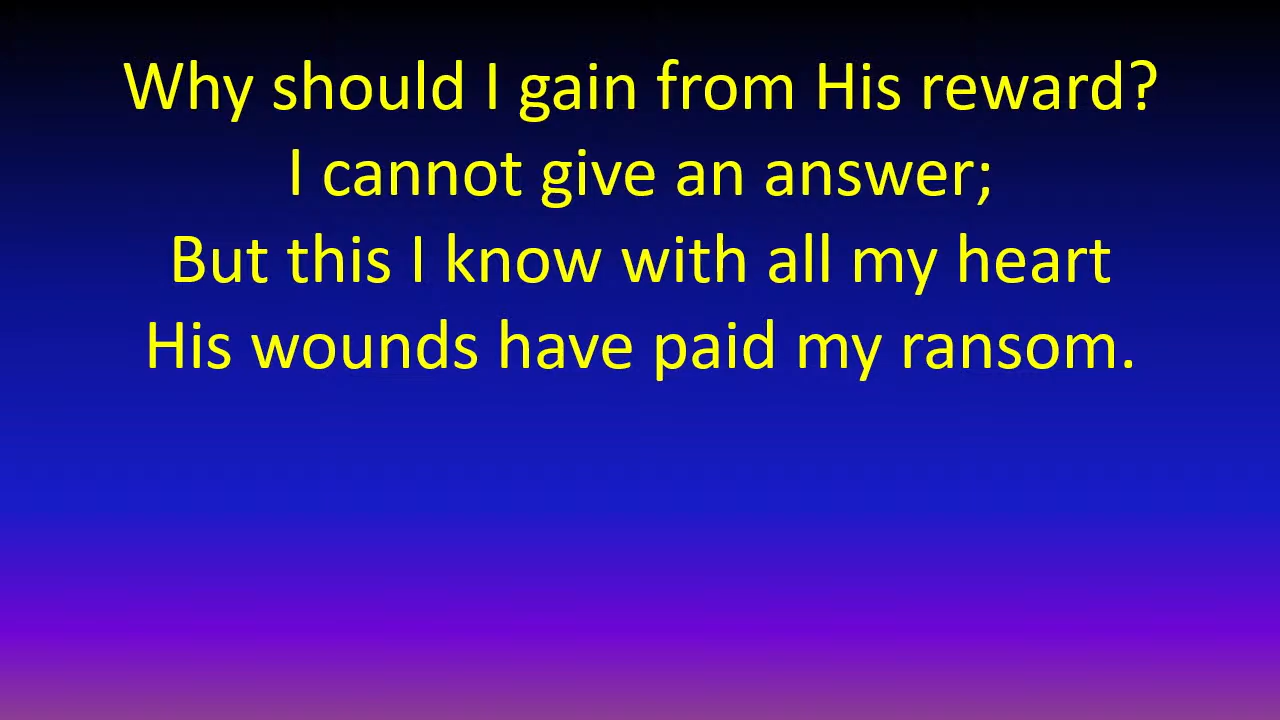 Why should I gain from His reward?
I cannot give an answer;
But this I know with all my heart
His wounds have paid my ransom.